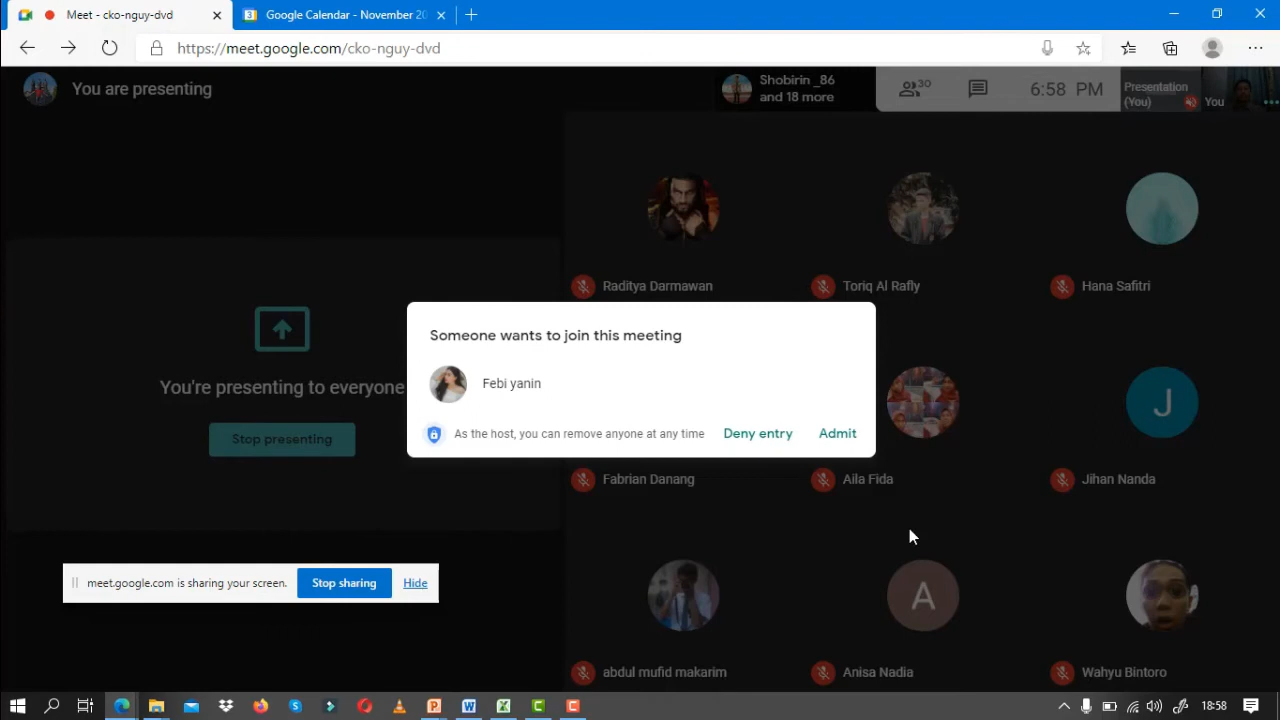 Meet - cko-nguy-dvd
Google Calendar - November 20
https://meet.google.com/cko-nguy-dvd
You are presenting
Shobirin _86
and 18 more
30
6:58 PM
Presentation
(You)
You
Raditya Darmawan
Toriq Al Rafly
Hana Safitri
Someone wants to join this meeting
Febi yanin
As the host, you can remove anyone at any time
Deny entry
Admit
You're presenting to everyone
Stop presenting
J
Fabrian Danang
Aila Fida
Jihan Nanda
meet.google.com is sharing your screen.
Stop sharing
Hide
A
abdul mufid makarim
Anisa Nadia
Wahyu Bintoro
18:58